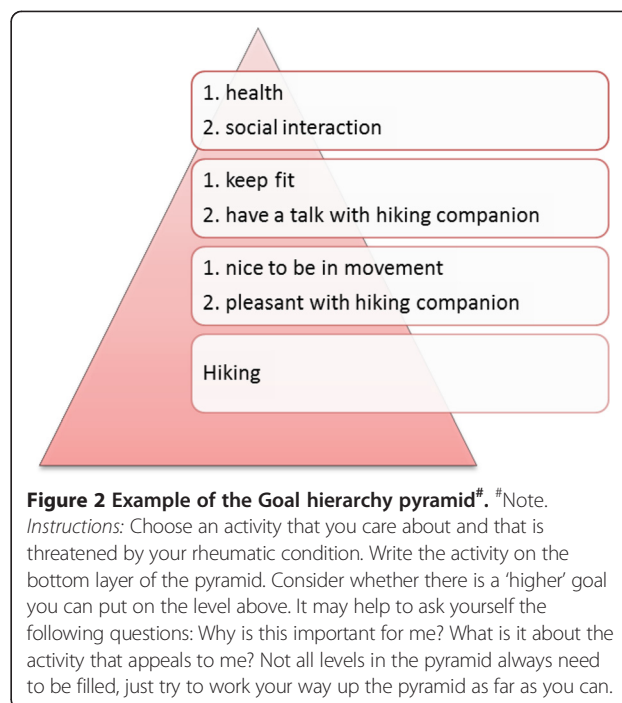 1. health
2. social interaction
1. keep fit
2. have a talk with hiking companion
1. nice to be in movement
2. pleasant with hiking companion
Hiking
Figure 2 Example of the Goal hierarchy pyramid#. #Note.
Instructions: Choose an activity that you care about and that is
threatened by your rheumatic condition. Write the activity on the
bottom layer of the pyramid. Consider whether there is a ‘higher’ goal
you can put on the level above. It may help to ask yourself the
following questions: Why is this important for me? What is it about the
activity that appeals to me? Not all levels in the pyramid always need
to be filled, just try to work your way up the pyramid as far as you can.